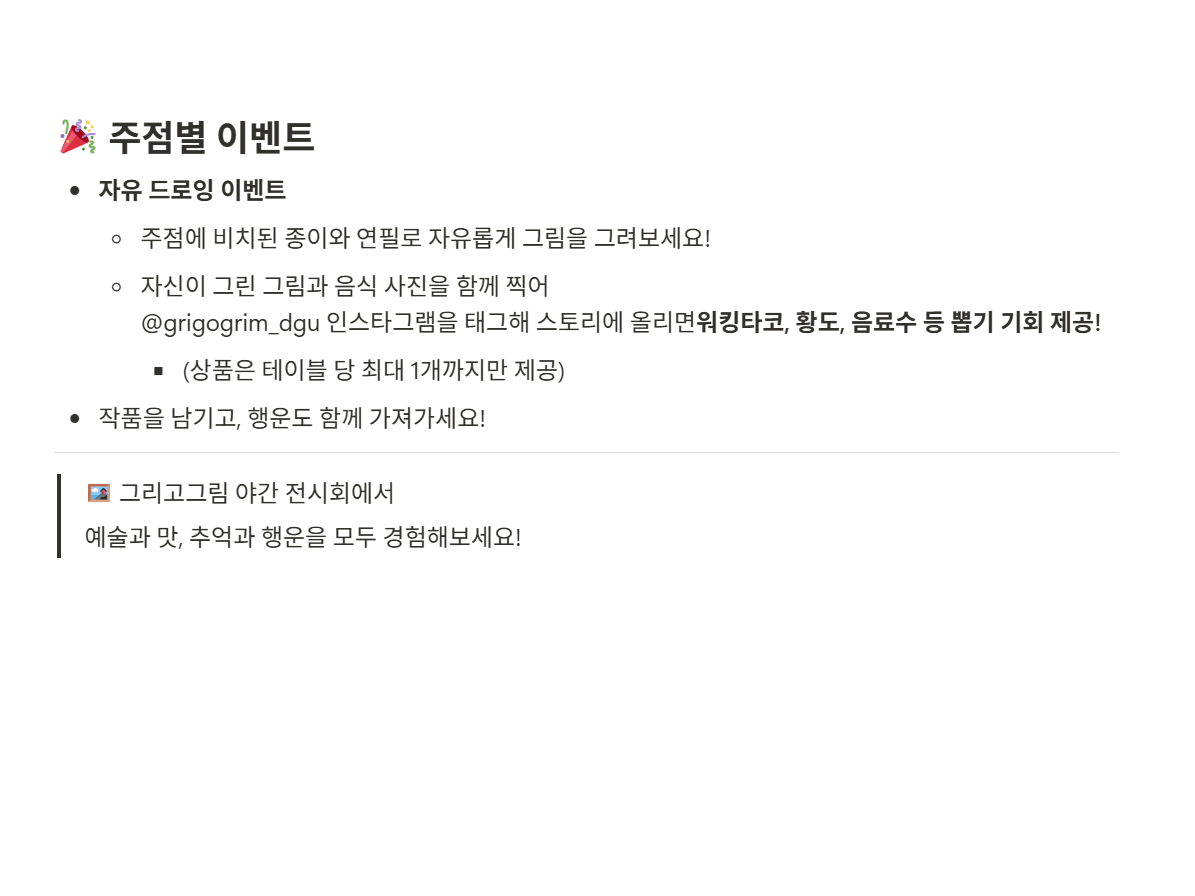 🎉 주점별 이벤트
자유 드로잉 이벤트
주점에 비치된 종이와 연필로 자유롭게 그림을 그려보세요!
자신이 그린 그림과 음식 사진을 함께 찍어
@grigogrim_dgu 인스타그램을 태그해 스토리에 올리면워킹타코, 황도, 음료수 등 뽑기 기회 제공!
(상품은 테이블 당 최대 1개까지만 제공)
작품을 남기고, 행운도 함께 가져가세요!
🖼️ 그리고그림 야간 전시회에서
예술과 맛, 추억과 행운을 모두 경험해보세요!